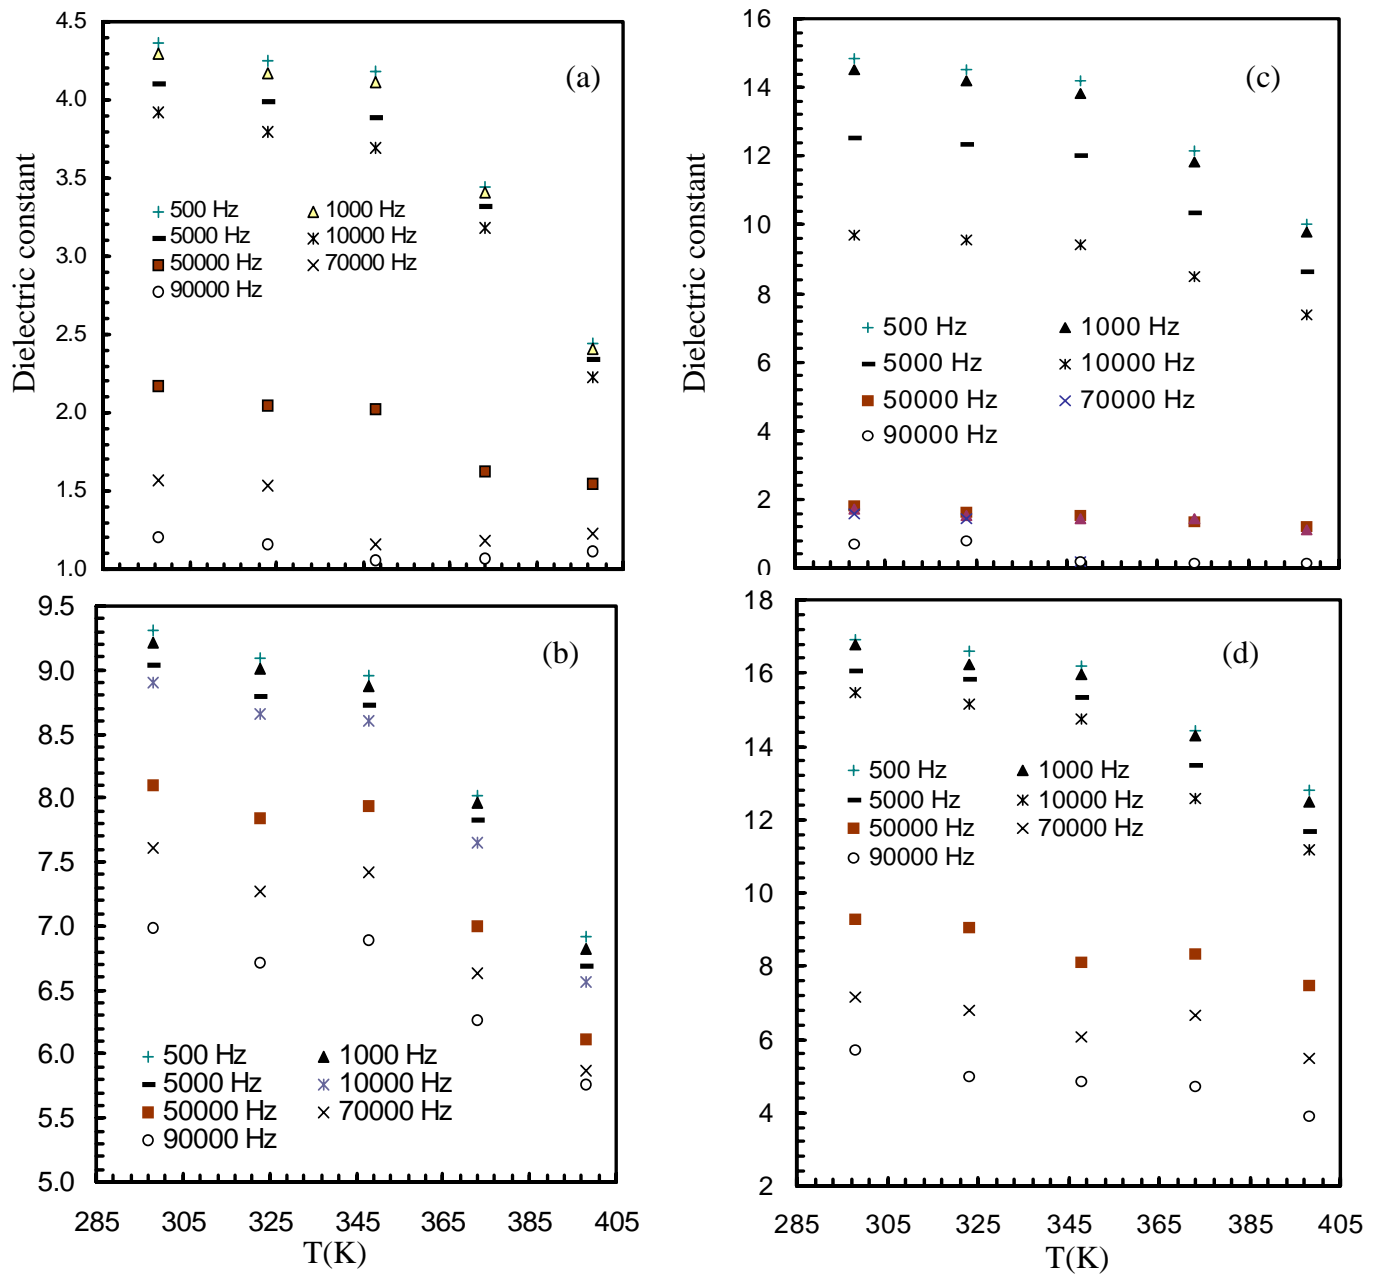 4.5
4.0
3.5
3.0
2.5
2.0
1.5
1.0
Dielectric constant
(a)
500 Hz 1000 Hz
5000 Hz 10000 Hz
50000 Hz 70000 Hz
90000 Hz
16
14
12
10
8
6
4
2
0
Dielectric constant
(c)
500 Hz 1000 Hz
5000 Hz 10000 Hz
50000 Hz 70000 Hz
90000 Hz
9.5
9.0
8.5
8.0
7.5
7.0
6.5
6.0
5.5
5.0
(b)
500 Hz 1000 Hz
5000 Hz 10000 Hz
50000 Hz 70000 Hz
90000 Hz
285 305 325 345 365 385 405
T(K)
18
16
14
12
10
8
6
4
2
(d)
500 Hz 1000 Hz
5000 Hz 10000 Hz
50000 Hz 70000 Hz
90000 Hz
285 305 325 345 365 385 405
T(K)